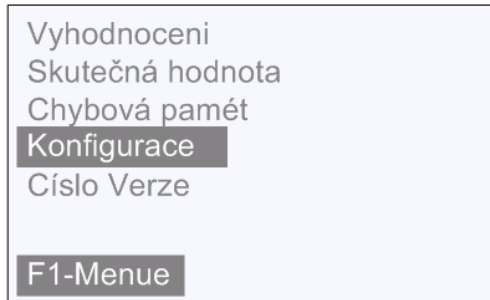 Vyhodnoceni
Skutečná hodnota
Chybová pamét
Konfigurace
Císlo Verze
F1-Menue